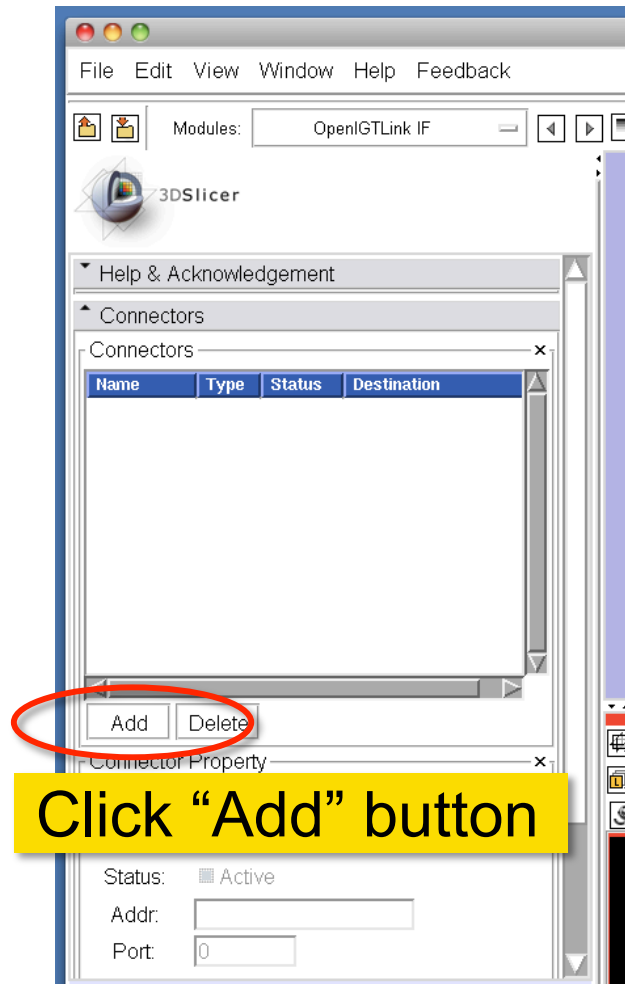 File Edit View Window Help Feedback
Modules: OpenIGTLink IF
3DSlicer
Help & Acknowledgement
Connectors
Connectors
Name Type Status Destination
Add Delete
Connector Property
Click “Add” button
Status: Active
Addr:
Port: 0
L